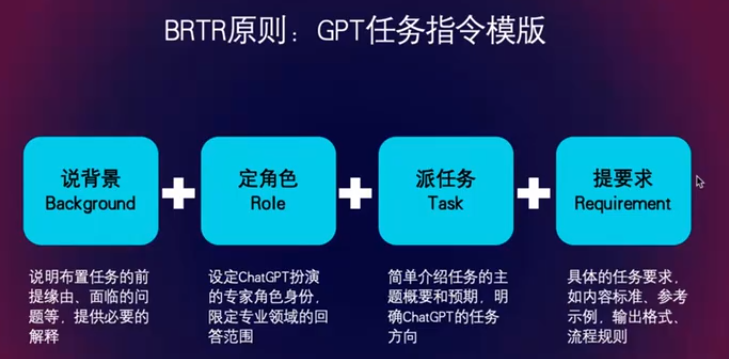 BRTR原则：GPT任务指令模版
说背景
Background
定角色
Role
派任务
Task
提要求
Requirement
说明布置任务的前
提缘由、面临的问
题等，提供必要的
解释
设定ChatGPT扮演
的专家角色身份，
限定专业领域的回
答范围
简单介绍任务的主
题概要和预期，明
确ChatGPT的任务
方向
具体的任务要求，
如内容标准、参考
示例，输出格式、
流程规则